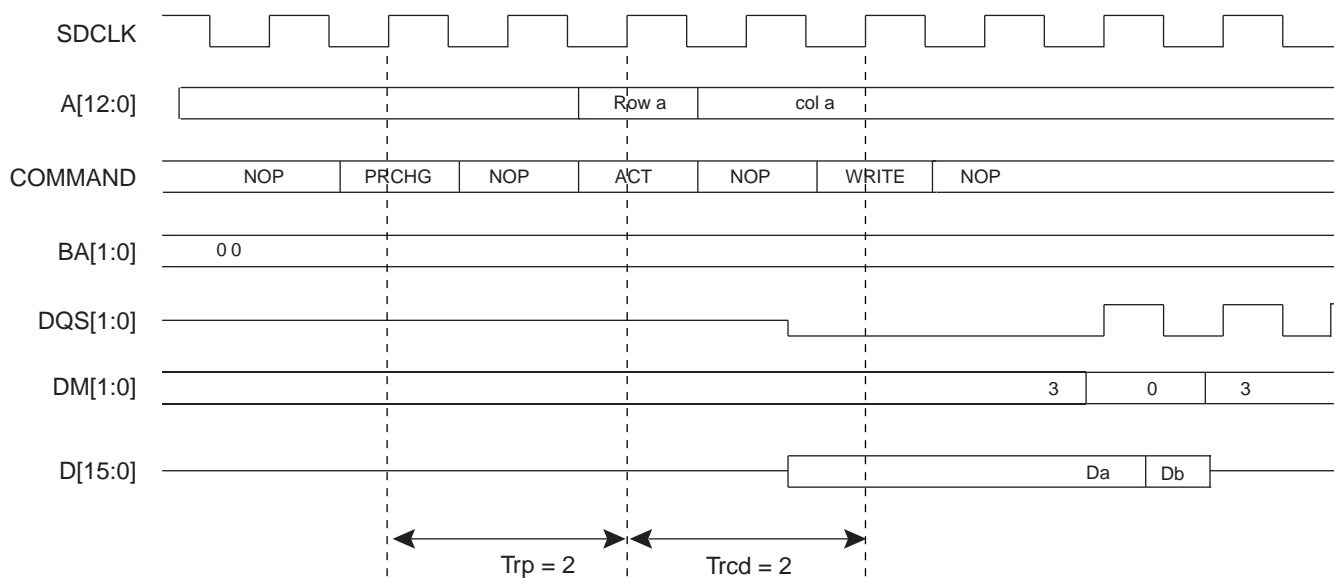 SDCLK
A[12:0] Row a col a
COMMAND NOP PRCHG NOP ACT NOP WRITE NOP
BA[1:0] 0 0
DQS[1:0]
DM[1:0] 3 0 3
D[15:0] Da Db
Trp = 2 Trcd = 2